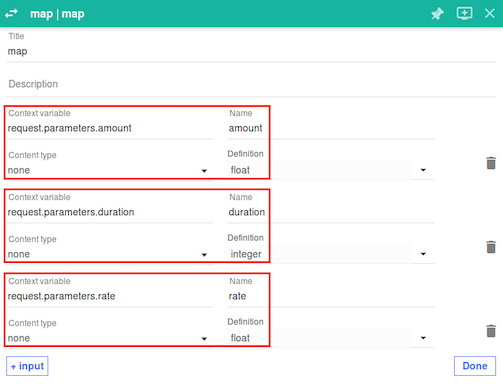 map | map
Title
map
Description
Context variable Name
request.parameters.amount amount
Content type Definition
none float
Context variable Name
request.parameters.duration duration
Content type Definition
none integer
Context variable Name
request.parameters.rate rate
Content type Definition
none float
+ input Done